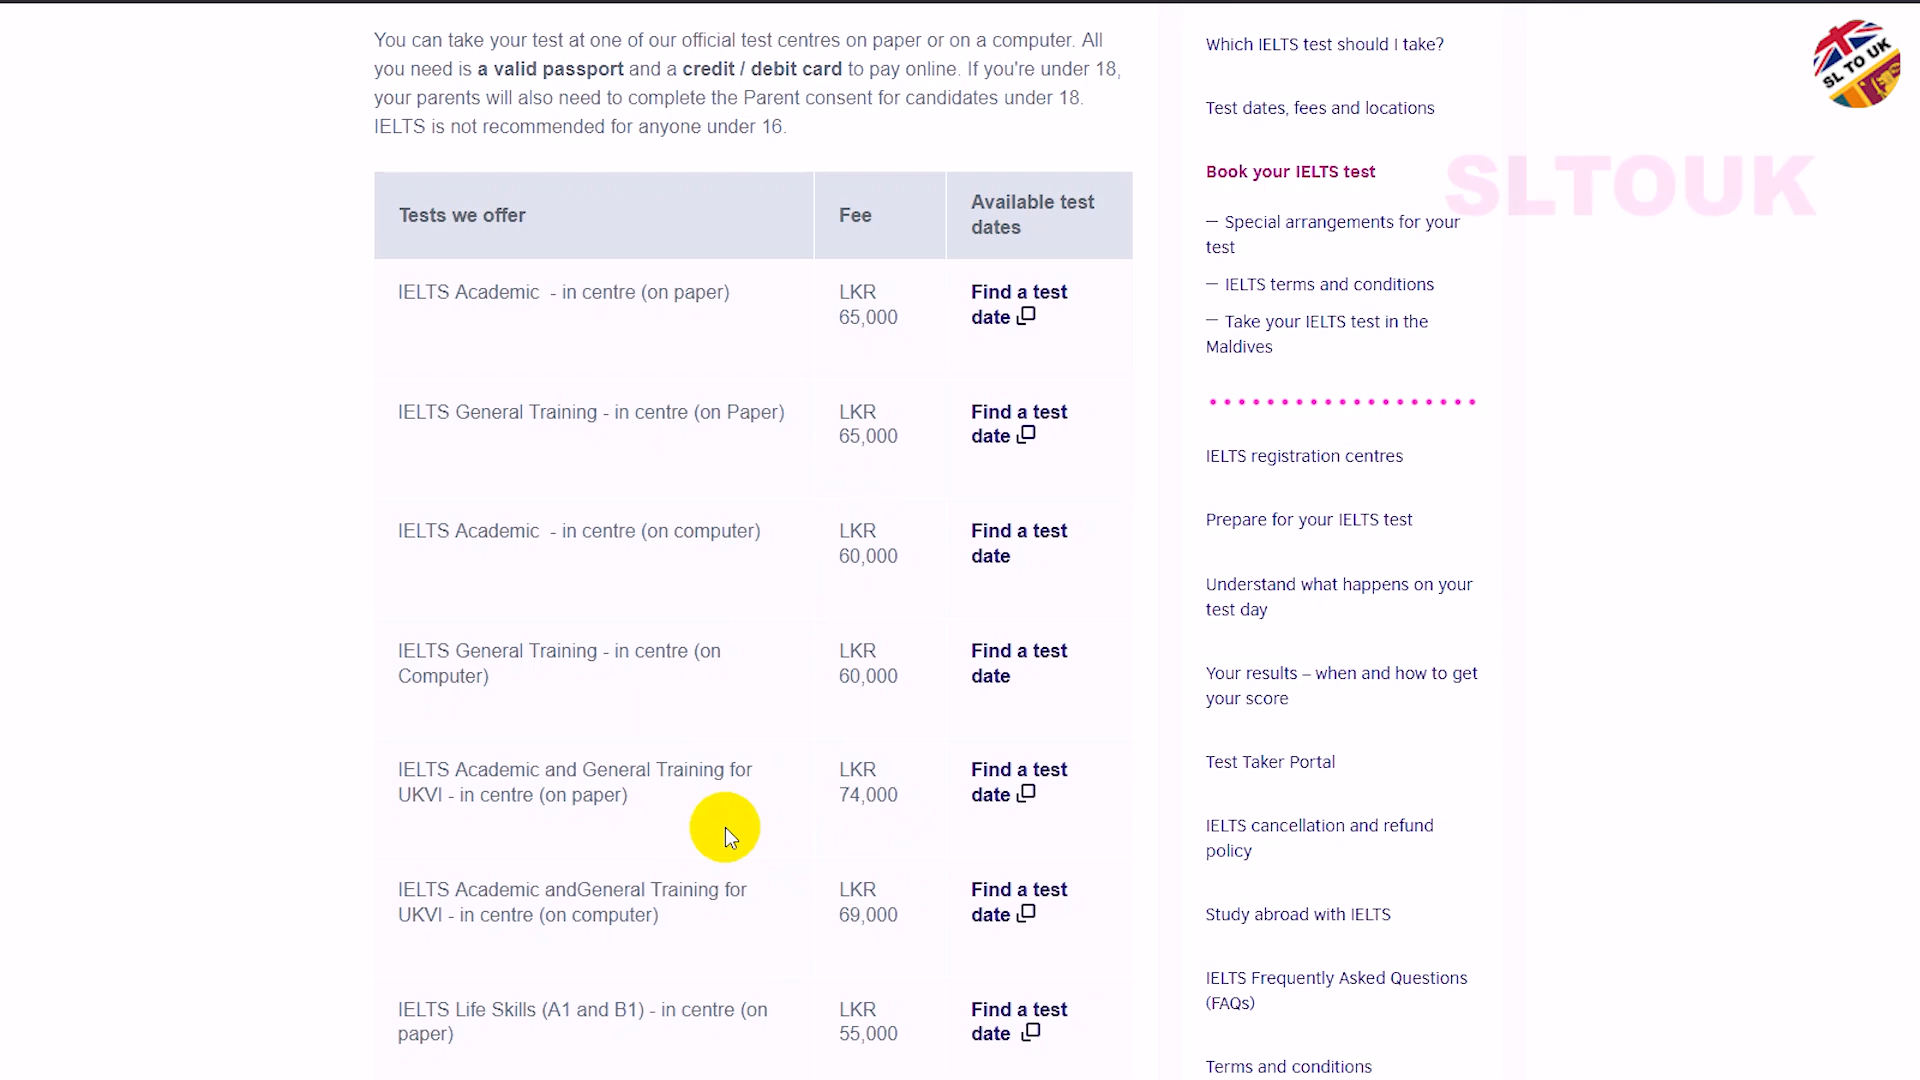 You can take your test at one of our official test centres on paper or on a computer. All
you need is a valid passport and a credit / debit card to pay online. If you're under 18,
your parents will also need to complete the Parent consent for candidates under 18.
IELTS is not recommended for anyone under 16.
Tests we offer
Fee
Available test
dates
IELTS Academic  - in centre (on paper)
LKR
65,000
Find a test
date
IELTS General Training - in centre (on Paper)
LKR
65,000
Find a test
date
IELTS Academic  - in centre (on computer)
LKR
60,000
Find a test
date
IELTS General Training - in centre (on
Computer)
LKR
60,000
Find a test
date
IELTS Academic and General Training for
UKVI - in centre (on paper)
LKR
74,000
Find a test
date
IELTS Academic andGeneral Training for
UKVI - in centre (on computer)
LKR
69,000
Find a test
date
IELTS Life Skills (A1 and B1) - in centre (on
paper)
LKR
55,000
Find a test
date
Which IELTS test should I take?
Test dates, fees and locations
Book your IELTS test
— Special arrangements for your
test
— IELTS terms and conditions
— Take your IELTS test in the
Maldives
IELTS registration centres
Prepare for your IELTS test
Understand what happens on your
test day
Your results – when and how to get
your score
Test Taker Portal
IELTS cancellation and refund
policy
Study abroad with IELTS
IELTS Frequently Asked Questions
(FAQs)
Terms and conditions
SL TO UK
SLTOUK